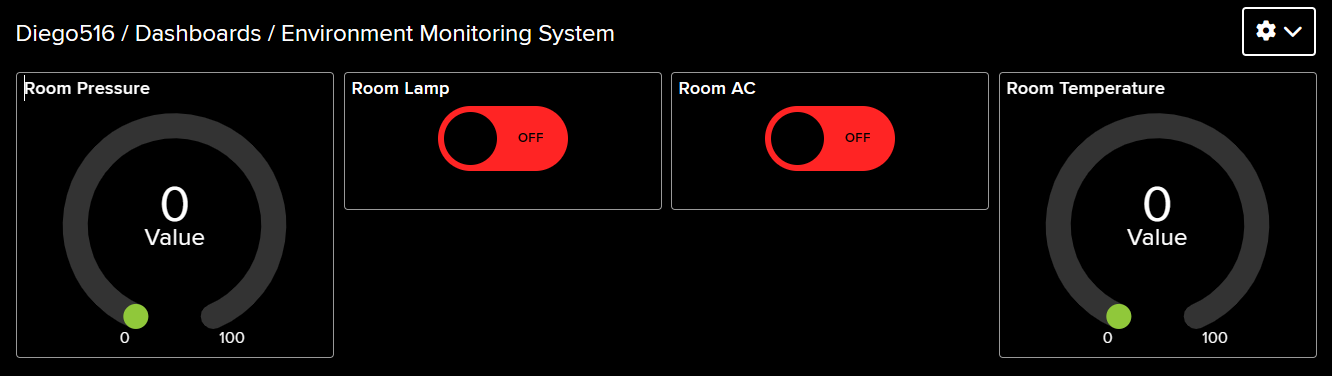 Diego516 / Dashboards / Environment Monitoring System
Room Pressure
0
Value
0
100
Room Lamp
OFF
Room AC
OFF
Room Temperature
0
Value
0
100